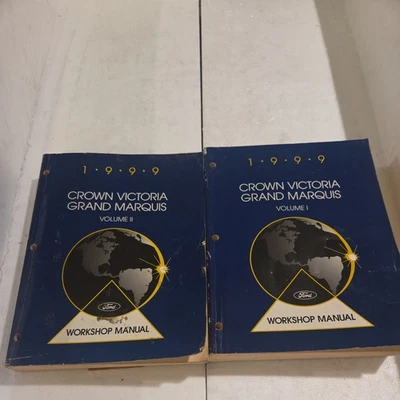 1·9·9·9
CROWN VICTORIA
GRAND MARQUIS
VOLUME II
Ford
WORKSHOP MANUAL
1·9·9·9
CROWN VICTORIA
GRAND MARQUIS
VOLUME I
Ford
WORKSHOP MANUAL